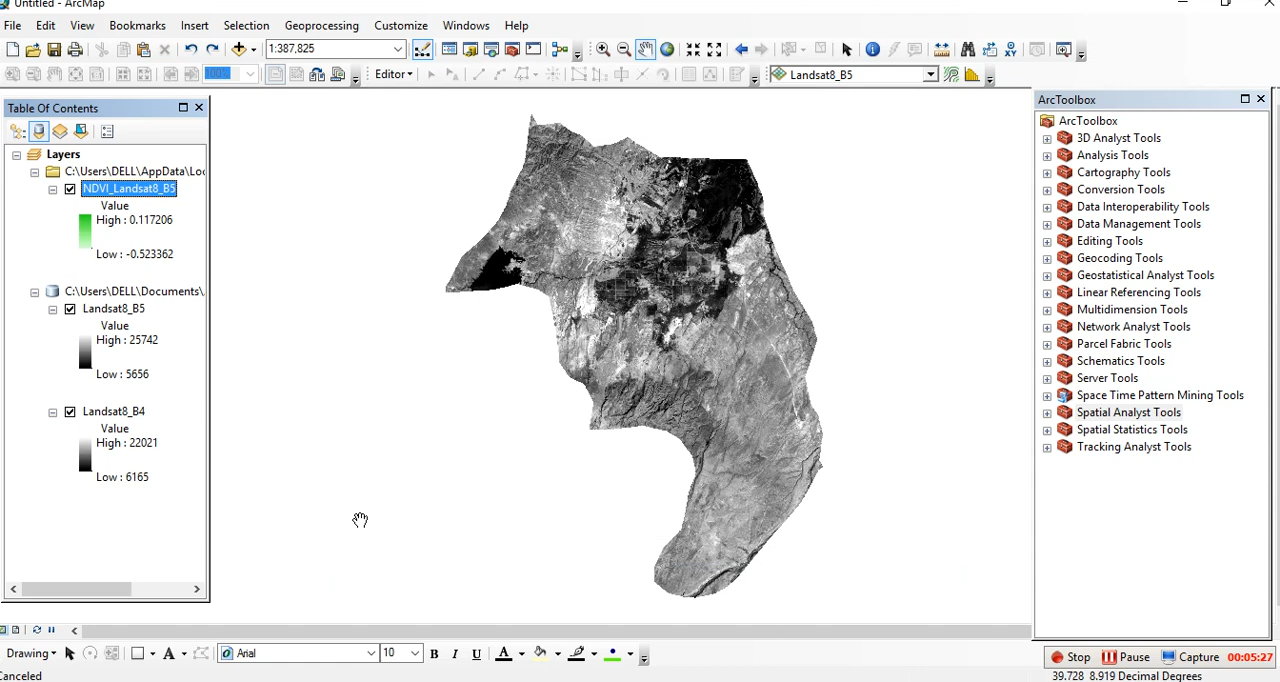 Untitled - ArcMap
File Edit View Bookmarks Insert Selection Geoprocessing Customize Windows Help
1:387,825
100% Editor Landsat8_B5
Table Of Contents
Layers
C:\Users\DELL\AppData\Loc
NDVI_Landsat8_B5
Value
High : 0.117206
Low : -0.523362
C:\Users\DELL\Documents\
Landsat8_B5
Value
High : 25742
Low : 5656
Landsat8_B4
Value
High : 22021
Low : 6165
ArcToolbox
ArcToolbox
3D Analyst Tools
Analysis Tools
Cartography Tools
Conversion Tools
Data Interoperability Tools
Data Management Tools
Editing Tools
Geocoding Tools
Geostatistical Analyst Tools
Linear Referencing Tools
Multidimension Tools
Network Analyst Tools
Parcel Fabric Tools
Schematics Tools
Server Tools
Space Time Pattern Mining Tools
Spatial Analyst Tools
Spatial Statistics Tools
Tracking Analyst Tools
Drawing A Arial 10 B I U A
Stop Pause Capture 00:05:27
Canceled
39.728 8.919 Decimal Degrees